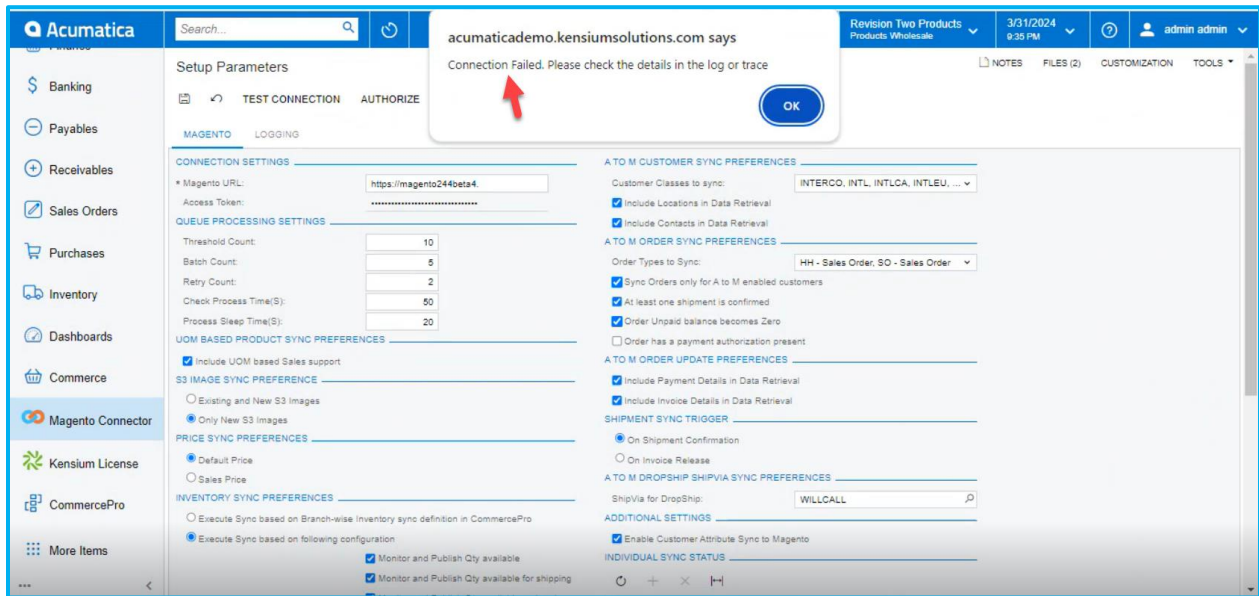 Acumatica
Search...
Revision Two Products
Products Wholesale
3/31/2024
9:35 PM
admin admin
acumaticademo.kensiumsolutions.com says
Connection Failed. Please check the details in the log or trace
OK
Finance
Banking
Payables
Receivables
Sales Orders
Purchases
Inventory
Dashboards
Commerce
Magento Connector
Kensium License
CommercePro
More Items
Setup Parameters
NOTES FILES (2) CUSTOMIZATION TOOLS
TEST CONNECTION AUTHORIZE
MAGENTO LOGGING
CONNECTION SETTINGS
* Magento URL: https://magento244beta4.
Access Token: ••••••••••••••••••••••••••••••••
QUEUE PROCESSING SETTINGS
Threshold Count: 10
Batch Count: 5
Retry Count: 2
Check Process Time(S): 50
Process Sleep Time(S): 20
UOM BASED PRODUCT SYNC PREFERENCES
Include UOM based Sales support
S3 IMAGE SYNC PREFERENCE
Existing and New S3 Images
Only New S3 Images
PRICE SYNC PREFERENCES
Default Price
Sales Price
INVENTORY SYNC PREFERENCES
Execute Sync based on Branch-wise Inventory sync definition in CommercePro
Execute Sync based on following configuration
Monitor and Publish Qty available
Monitor and Publish Qty available for shipping
A TO M CUSTOMER SYNC PREFERENCES
Customer Classes to sync: INTERCO, INTL, INTLCA, INTLEU, ...
Include Locations in Data Retrieval
Include Contacts in Data Retrieval
A TO M ORDER SYNC PREFERENCES
Order Types to Sync: HH - Sales Order, SO - Sales Order
Sync Orders only for A to M enabled customers
At least one shipment is confirmed
Order Unpaid balance becomes Zero
Order has a payment authorization present
A TO M ORDER UPDATE PREFERENCES
Include Payment Details in Data Retrieval
Include Invoice Details in Data Retrieval
SHIPMENT SYNC TRIGGER
On Shipment Confirmation
On Invoice Release
A TO M DROPSHIP SHIPVIA SYNC PREFERENCES
ShipVia for DropShip: WILLCALL
ADDITIONAL SETTINGS
Enable Customer Attribute Sync to Magento
INDIVIDUAL SYNC STATUS